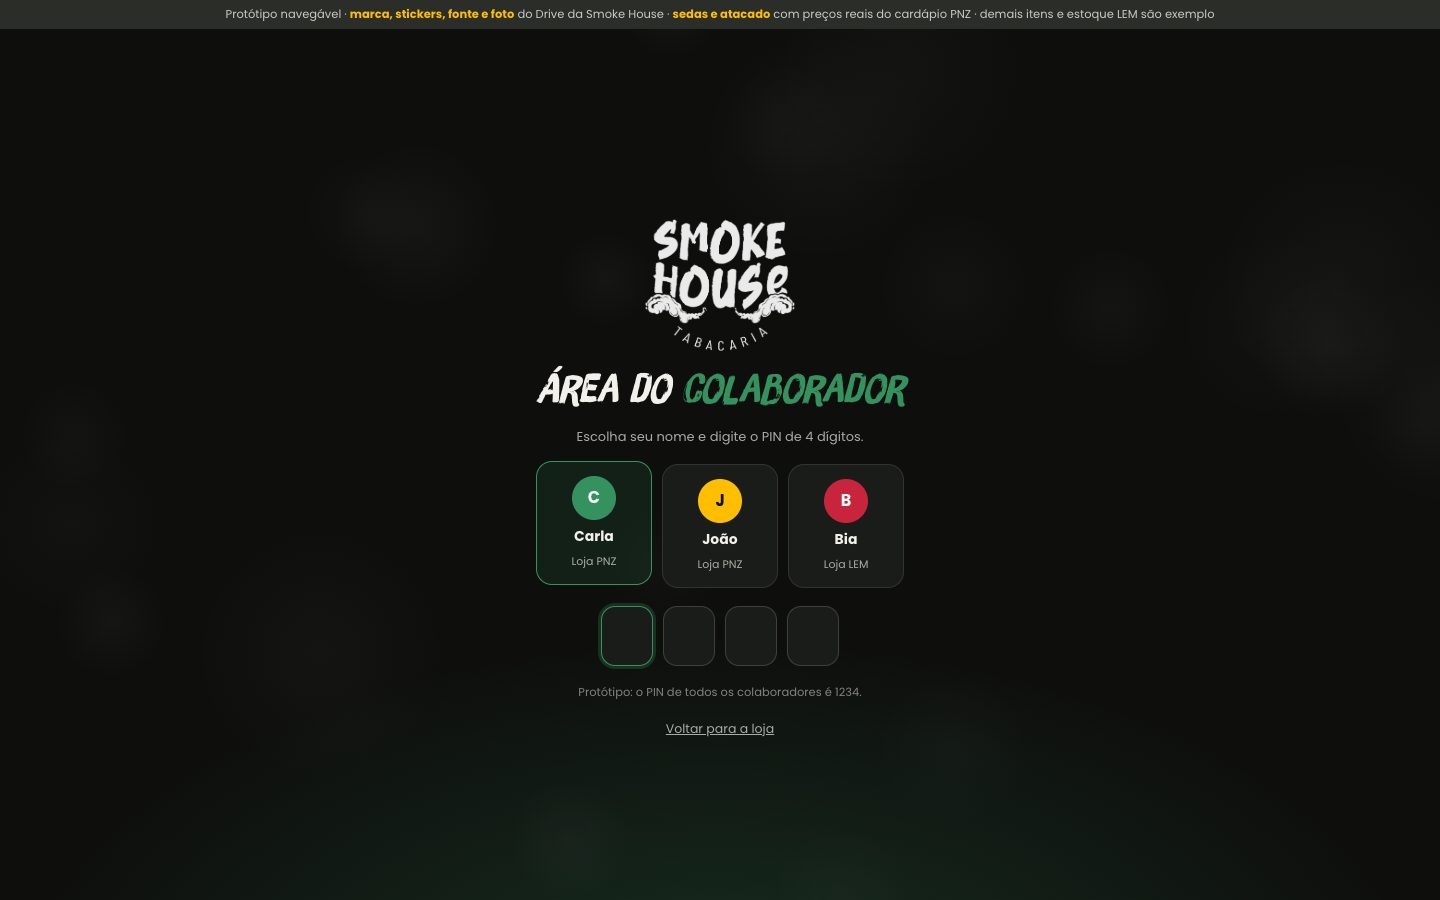 Protótipo navegável · marca, stickers, fonte e foto do Drive da Smoke House · sedas e atacado com preços reais do cardápio PNZ · demais itens e estoque LEM são exemplo
SMOKE
HOUSe
TABACARIA
ÁREA DO COLABORADOR
Escolha seu nome e digite o PIN de 4 dígitos.
C
Carla
Loja PNZ
J
João
Loja PNZ
B
Bia
Loja LEM
Protótipo: o PIN de todos os colaboradores é 1234.
Voltar para a loja